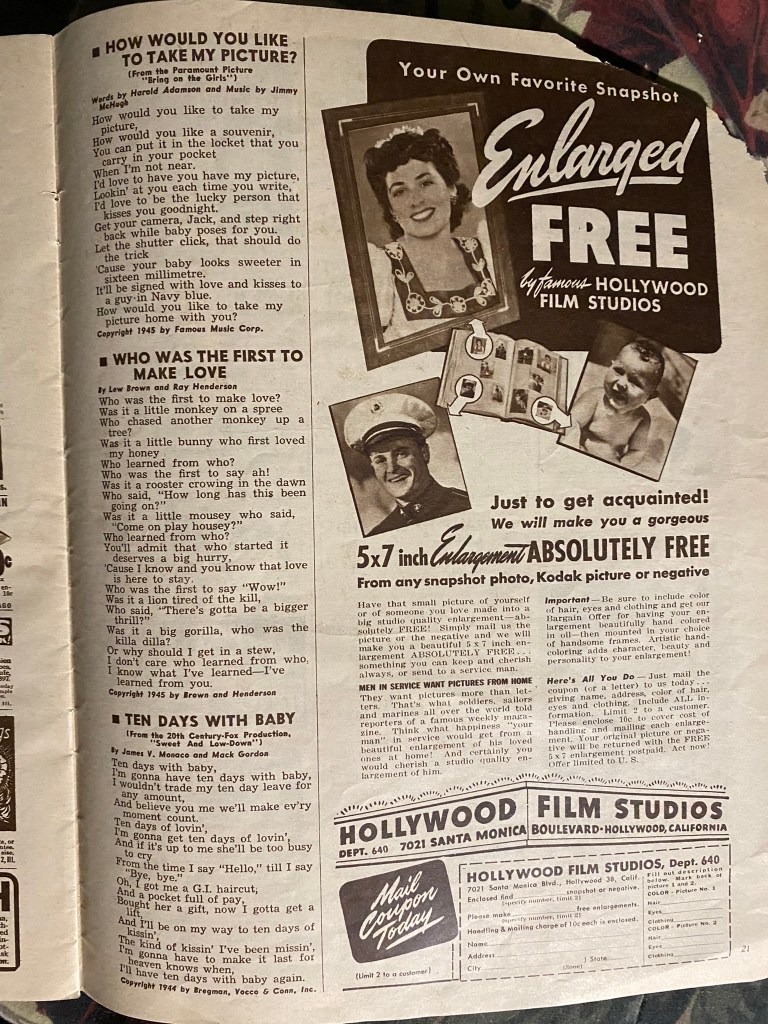 ■ HOW WOULD YOU LIKE
TO TAKE MY PICTURE?
(From the Paramount Picture
"Bring on the Girls")
Words by Harold Adamson and Music by Jimmy
McHugh
How would you like to take my
picture,
How would you like a souvenir,
You can put it in the locket that you
carry in your pocket
When I'm not near.
I'd love to have you have my picture,
Lookin' at you each time you write,
I'd love to be the lucky person that
kisses you goodnight.
Get your camera, Jack, and step right
back while baby poses for you.
Let the shutter click, that should do
the trick
'Cause your baby looks sweeter in
sixteen millimetre.
It'll be signed with love and kisses to
a guy in Navy blue.
How would you like to take my
picture home with you?
Copyright 1945 by Famous Music Corp.
■ WHO WAS THE FIRST TO
MAKE LOVE
By Lew Brown and Ray Henderson
Who was the first to make love?
Was it a little monkey on a spree
Who chased another monkey up a
tree?
Was it a little bunny who first loved
my honey
Who learned from who?
Who was the first to say ah!
Was it a rooster crowing in the dawn
Who said, "How long has this been
going on?"
Was it a little mousey who said,
"Come on play housey?"
Who learned from who?
You'll admit that who started it
deserves a big hurry,
'Cause I know and you know that love
is here to stay.
Who was the first to say "Wow!"
Was it a lion tired of the kill,
Who said, "There's gotta be a bigger
thrill?"
Was it a big gorilla, who was the
killa dilla?
Or why should I get in a stew,
I don't care who learned from who,
I know what I've learned—I've
learned from you.
Copyright 1945 by Brown and Henderson
■ TEN DAYS WITH BABY
(From the 20th Century-Fox Production,
"Sweet And Low-Down")
By James V. Monaco and Mack Gordon
Ten days with baby,
I'm gonna have ten days with baby,
I wouldn't trade my ten day leave for
any amount,
And believe you me we'll make ev'ry
moment count.
Ten days of lovin',
I'm gonna get ten days of lovin',
And if it's up to me she'll be too busy
to cry
From the time I say "Hello," till I say
"Bye, bye."
Oh, I got me a G.I. haircut,
And a pocket full of pay,
Bought her a gift, now I gotta get a
lift,
And I'll be on my way to ten days of
kissin',
The kind of kissin' I've been missin',
I'm gonna have to make it last for
heaven knows when,
I'll have ten days with baby again.
Copyright 1944 by Bregman, Vocco & Conn, Inc.
Your Own Favorite Snapshot
Enlarged
FREE
by famous HOLLYWOOD
FILM STUDIOS
Just to get acquainted!
We will make you a gorgeous
5x7 inch Enlargement ABSOLUTELY FREE
From any snapshot photo, Kodak picture or negative
Have that small picture of yourself
or of someone you love made into a
big studio quality enlargement—ab-
solutely FREE! Simply mail us the
picture or the negative and we will
make you a beautiful 5 x 7 inch en-
largement ABSOLUTELY FREE . . .
something you can keep and cherish
always, or send to a service man.
MEN IN SERVICE WANT PICTURES FROM HOME
They want pictures more than let-
ters. That's what soldiers, sailors
and marines all over the world told
reporters of a famous weekly maga-
zine. Think what happiness "your
man" in service would get from a
beautiful enlargement of his loved
ones at home! And certainly you
would cherish a studio quality en-
largement of him.
Important—Be sure to include color
of hair, eyes and clothing and get our
Bargain Offer for having your en-
largement beautifully hand colored
in oil—then mounted in your choice
of handsome frames. Artistic hand-
coloring adds character, beauty and
personality to your enlargement!
Here's All You Do—Just mail the
coupon (or a letter) to us today . . .
giving name, address, color of hair,
eyes and clothing. Include ALL in-
formation. Limit 2 to a customer.
Please enclose 10c to cover cost of
handling and mailing each enlarge-
ment. Your original picture or nega-
tive will be returned with the FREE
5 x 7 enlargement postpaid. Act now!
Offer limited to U. S.
HOLLYWOOD FILM STUDIOS
DEPT. 640 7021 SANTA MONICA BOULEVARD • HOLLYWOOD, CALIFORNIA
Mail
Coupon
Today
(Limit 2 to a customer)
HOLLYWOOD FILM STUDIOS, Dept. 640
7021 Santa Monica Blvd., Hollywood 38, Calif.
Enclosed find snapshot or negative.
(specify number, limit 2)
Please make free enlargements.
(specify number, limit 2)
Handling & Mailing charge of 10c each is enclosed.
Name
Address
City (Zone) State
Fill out description
below. Mark back of
picture 1 and 2.
COLOR - Picture No. 1
Hair
Eyes
Clothing
COLOR - Picture No. 2
Hair
Eyes
Clothing
21